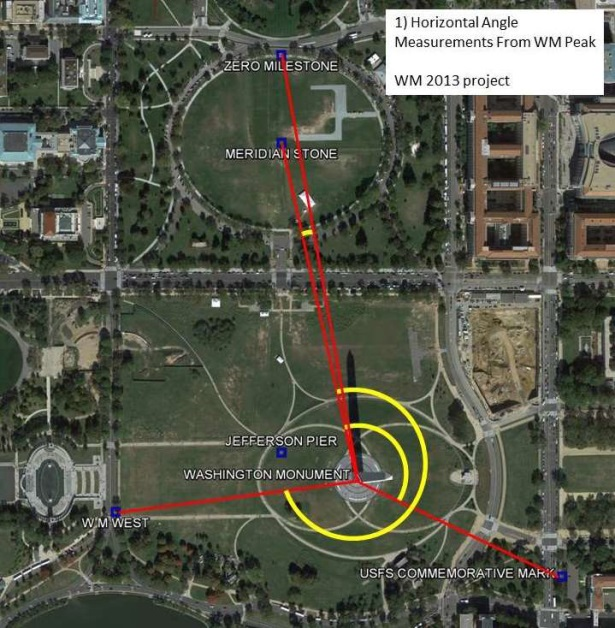 1) Horizontal Angle
Measurements From WM Peak
WM 2013 project
ZERO MILESTONE
MERIDIAN STONE
JEFFERSON PIER
WASHINGTON MONUMENT
W/M WEST
USFS COMMEMORATIVE MARK